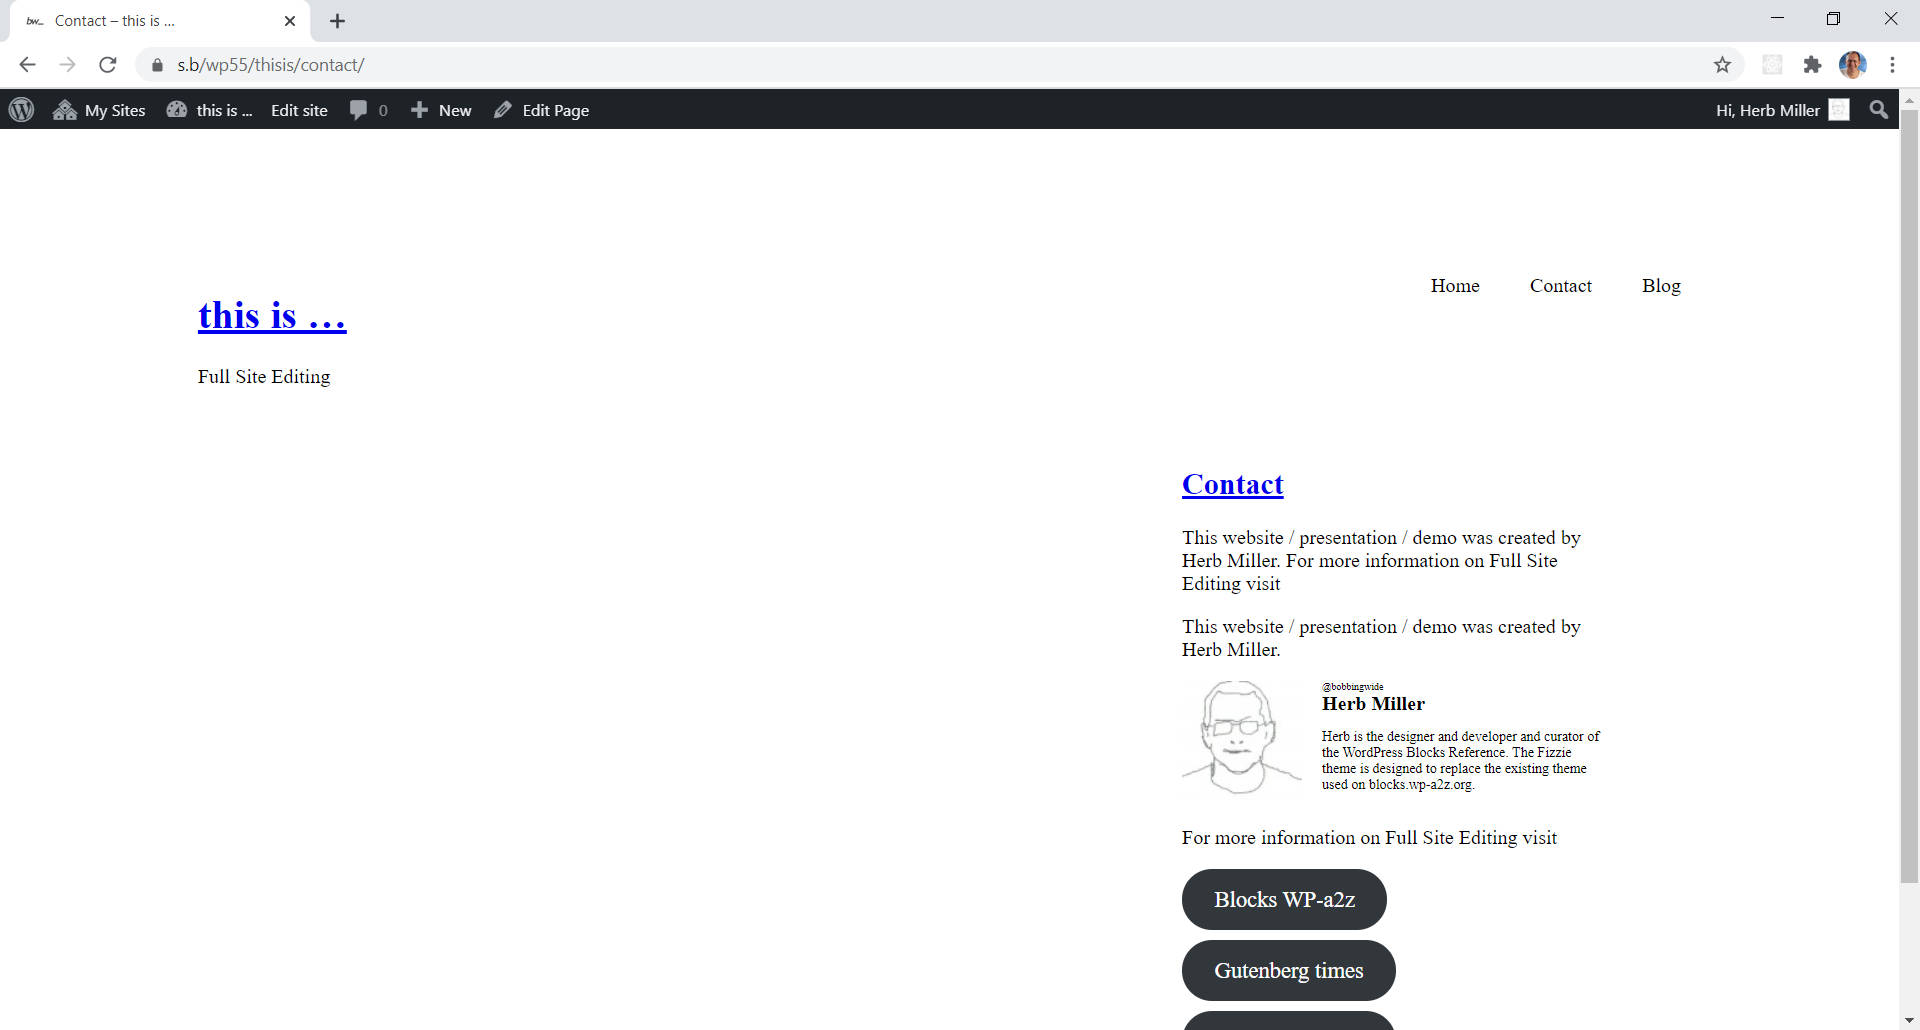 bw_ Contact – this is ...
s.b/wp55/thisis/contact/
My Sites this is ... Edit site 0 New Edit Page Hi, Herb Miller
Home Contact Blog
this is …
Full Site Editing
Contact
This website / presentation / demo was created by
Herb Miller. For more information on Full Site
Editing visit
This website / presentation / demo was created by
Herb Miller.
@bobbingwide
Herb Miller
Herb is the designer and developer and curator of
the WordPress Blocks Reference. The Fizzie
theme is designed to replace the existing theme
used on blocks.wp-a2z.org.
For more information on Full Site Editing visit
Blocks WP-a2z
Gutenberg times